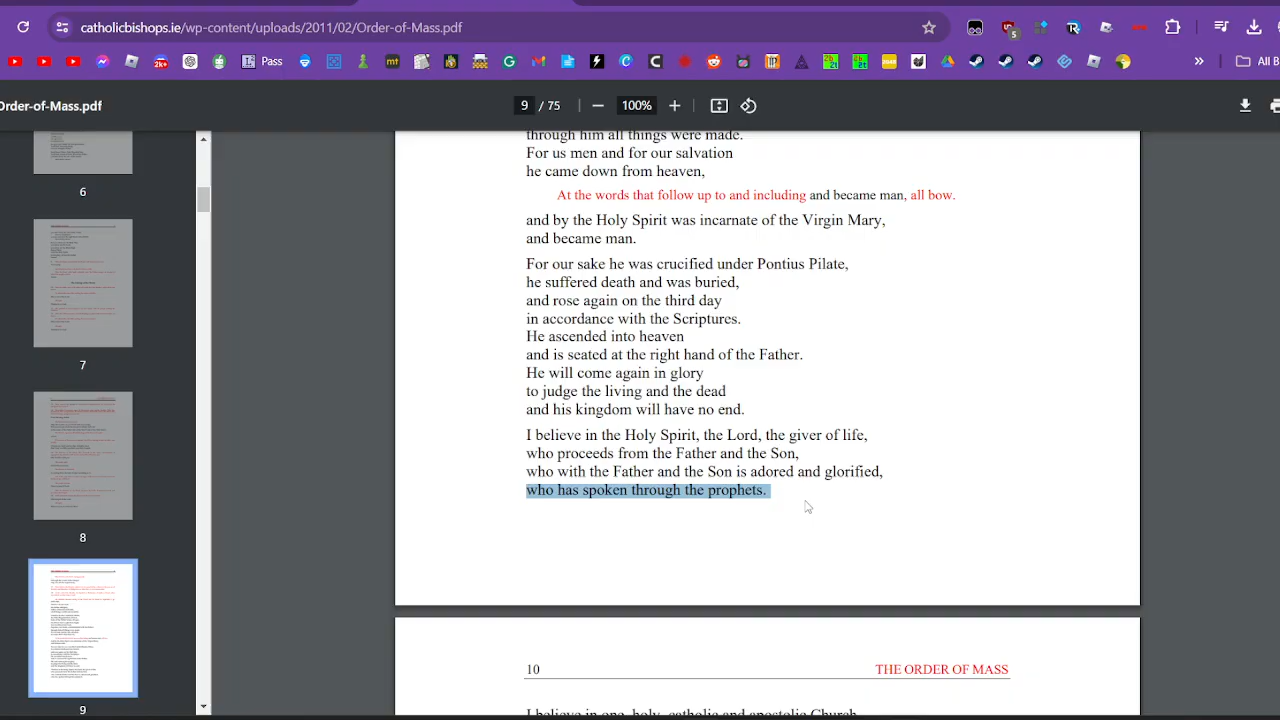 catholicbishops.ie/wp-content/uploads/2011/02/Order-of-Mass.pdf
Pass
All B
Order-of-Mass.pdf
9 / 75
100%
6
7
8
9
through him all things were made.
For us men and for our salvation
he came down from heaven,
At the words that follow up to and including and became man, all bow.
and by the Holy Spirit was incarnate of the Virgin Mary,
and became man.
For our sake he was crucified under Pontius Pilate,
he suffered death and was buried,
and rose again on the third day
in accordance with the Scriptures.
He ascended into heaven
and is seated at the right hand of the Father.
He will come again in glory
to judge the living and the dead
and his kingdom will have no end.
I believe in the Holy Spirit, the Lord, the giver of life,
who proceeds from the Father and the Son,
who with the Father and the Son is adored and glorified,
who has spoken through the prophets.
10 THE ORDER OF MASS
I believe in one, holy, catholic and apostolic Church